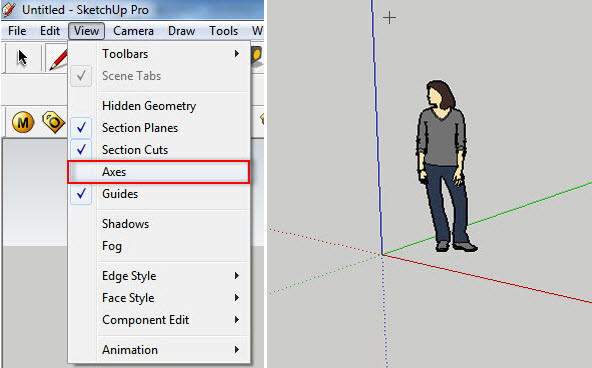 Untitled - SketchUp Pro
File Edit View Camera Draw Tools W
Toolbars
Scene Tabs
Hidden Geometry
Section Planes
Section Cuts
Axes
Guides
Shadows
Fog
Edge Style
Face Style
Component Edit
Animation
M